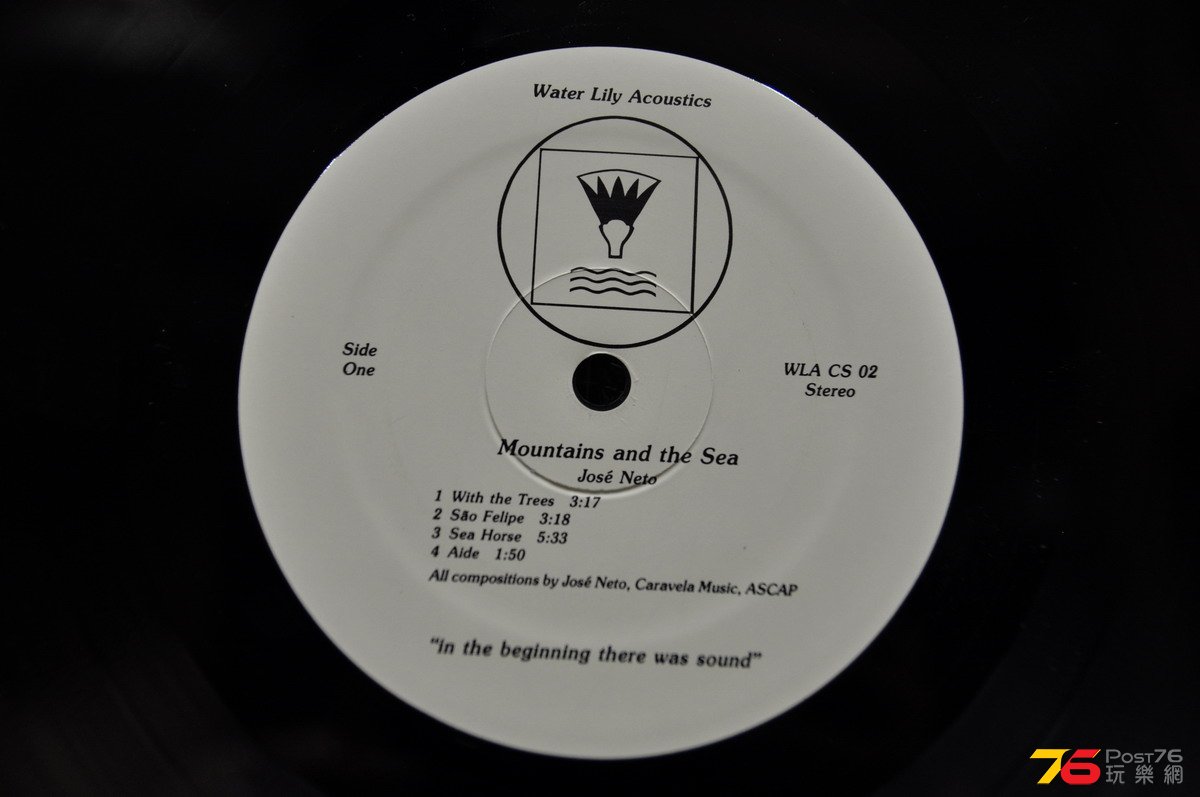 Water Lily Acoustics
Side
One
WLA CS 02
Stereo
Mountains and the Sea
José Neto
1 With the Trees 3:17
2 São Felipe 3:18
3 Sea Horse 5:33
4 Aide 1:50
All compositions by José Neto, Caravela Music, ASCAP
"in the beginning there was sound"
76 Post76
玩樂網